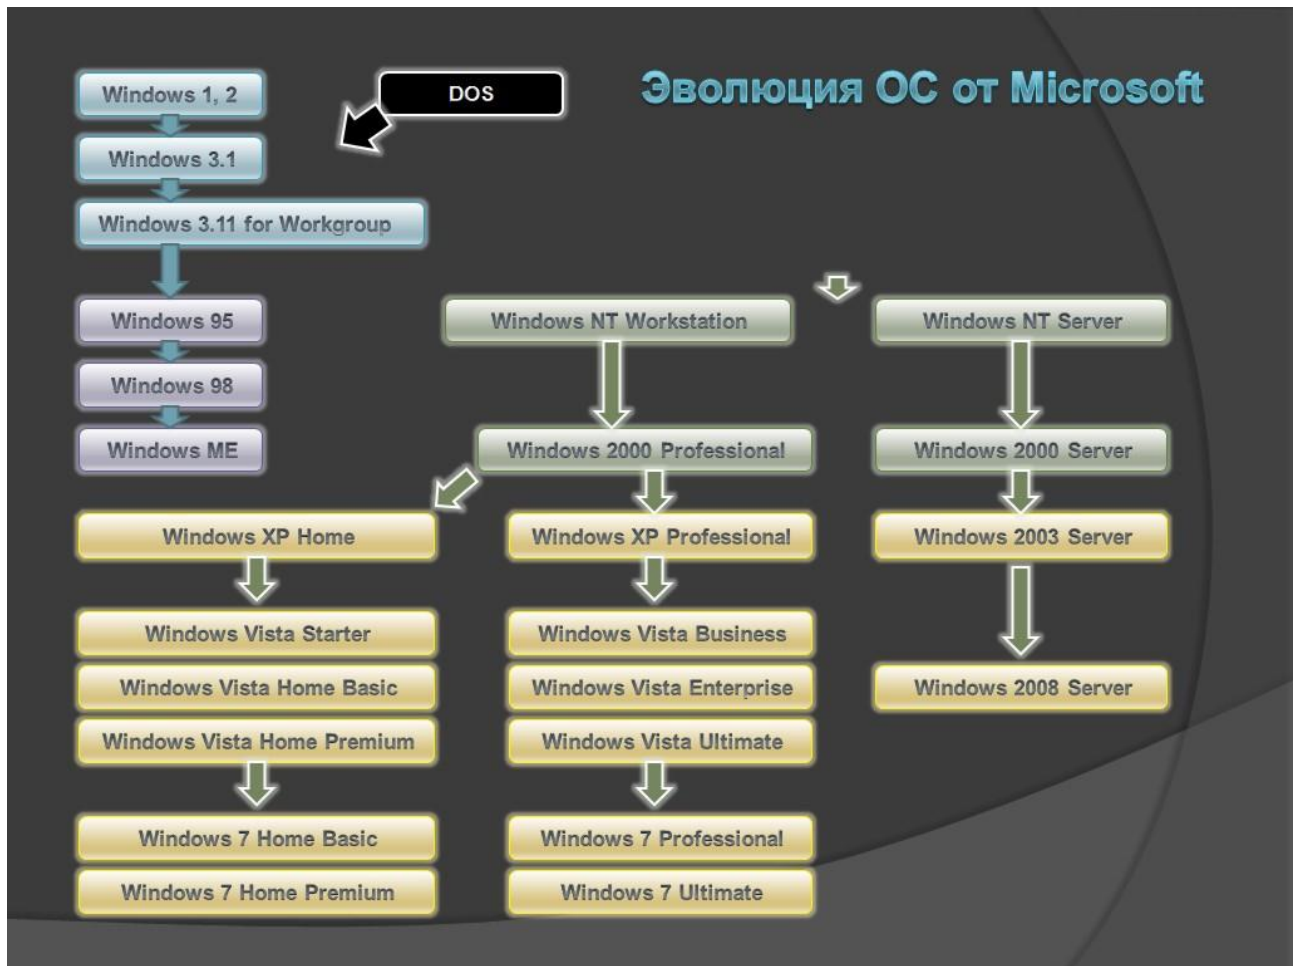 Эволюция ОС от Microsoft
DOS
Windows 1, 2
Windows 3.1
Windows 3.11 for Workgroup
Windows 95
Windows 98
Windows ME
Windows NT Workstation
Windows NT Server
Windows 2000 Professional
Windows 2000 Server
Windows XP Home
Windows XP Professional
Windows 2003 Server
Windows Vista Starter
Windows Vista Home Basic
Windows Vista Home Premium
Windows Vista Business
Windows Vista Enterprise
Windows Vista Ultimate
Windows 2008 Server
Windows 7 Home Basic
Windows 7 Home Premium
Windows 7 Professional
Windows 7 Ultimate